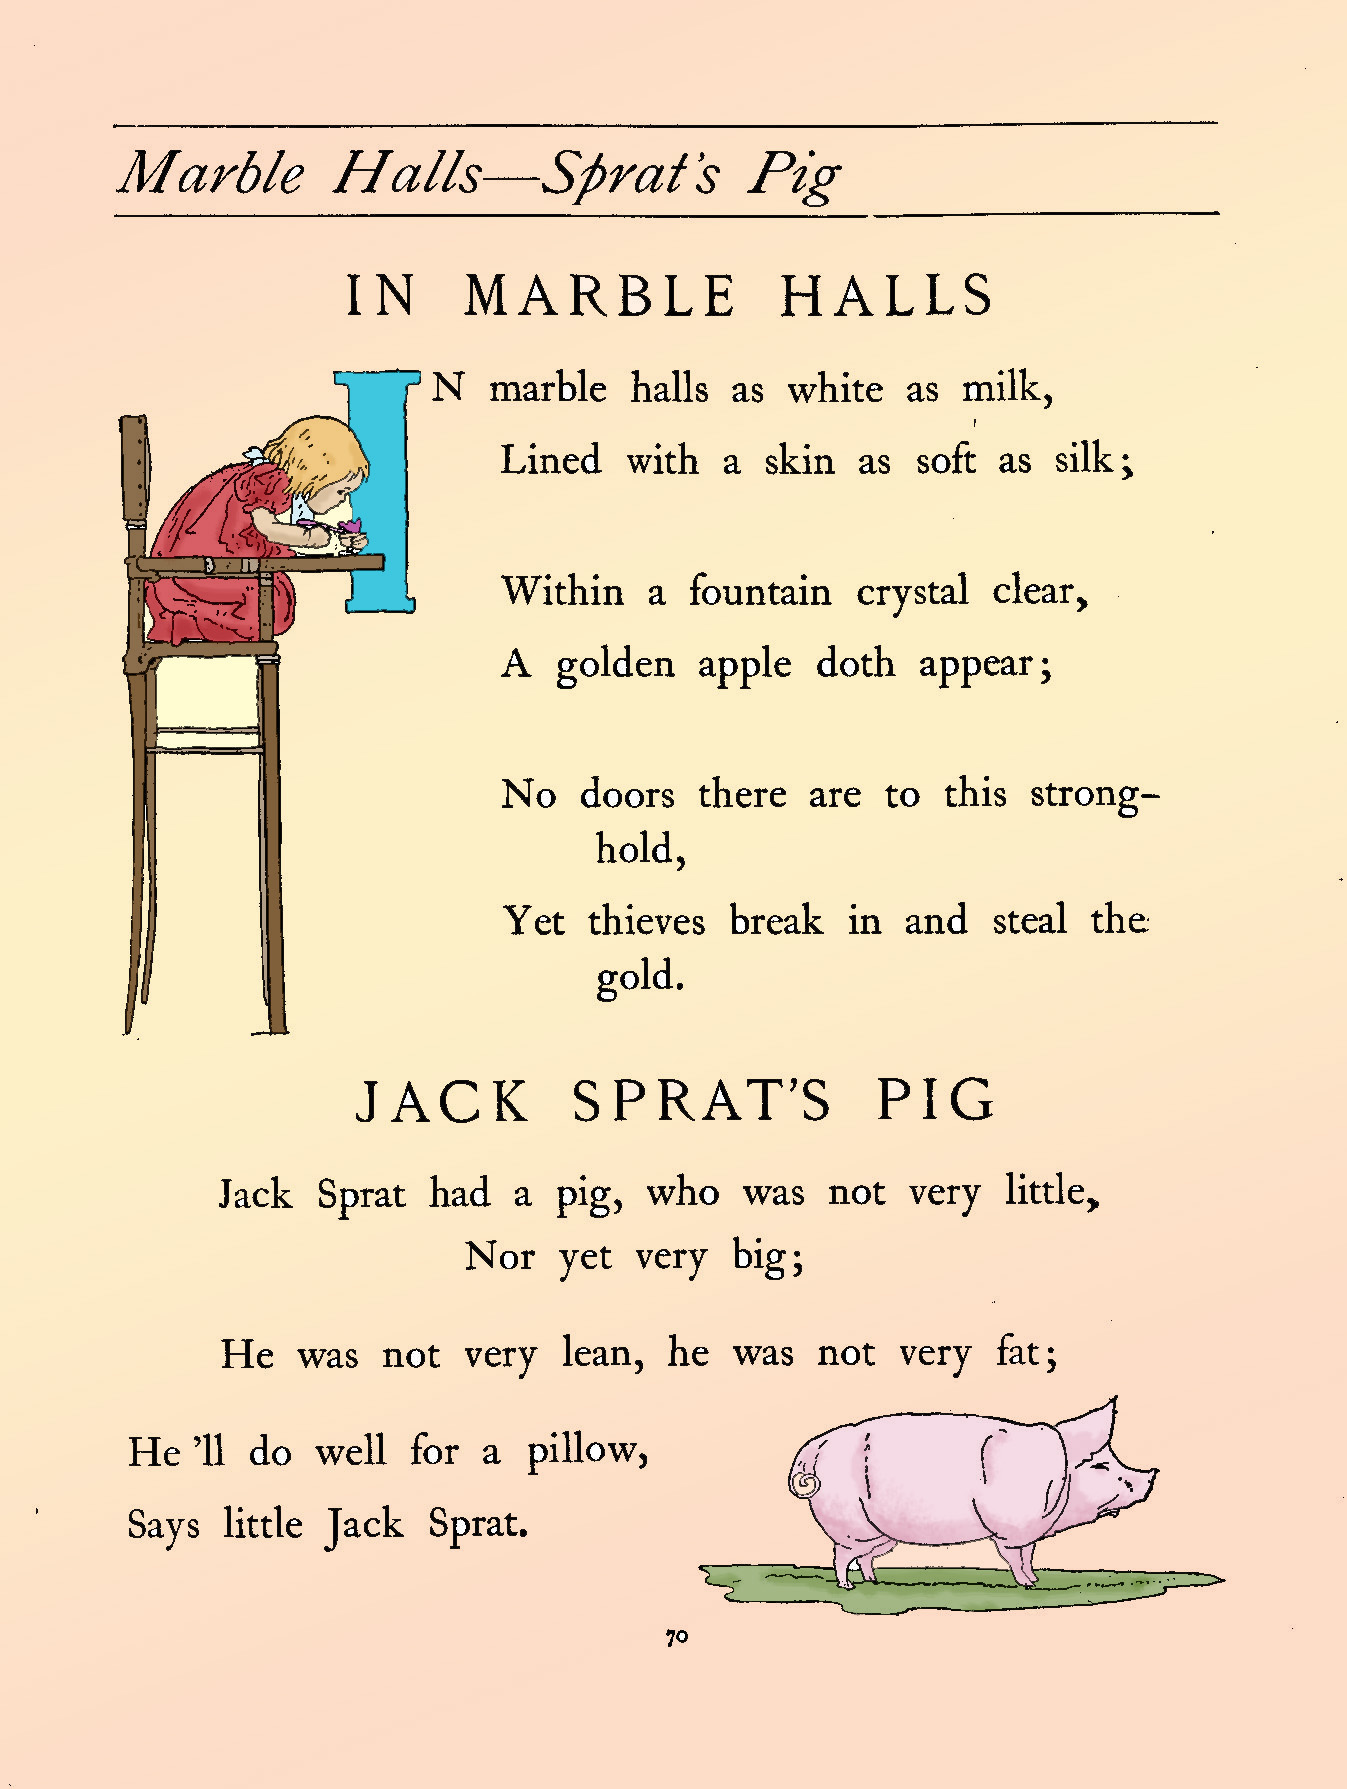 Marble Halls—Sprat's Pig
IN MARBLE HALLS
IN marble halls as white as milk,
Lined with a skin as soft as silk;
Within a fountain crystal clear,
A golden apple doth appear;
No doors there are to this strong-
hold,
Yet thieves break in and steal the
gold.
JACK SPRAT'S PIG
Jack Sprat had a pig, who was not very little,
Nor yet very big;
He was not very lean, he was not very fat;
He 'll do well for a pillow,
Says little Jack Sprat.
70